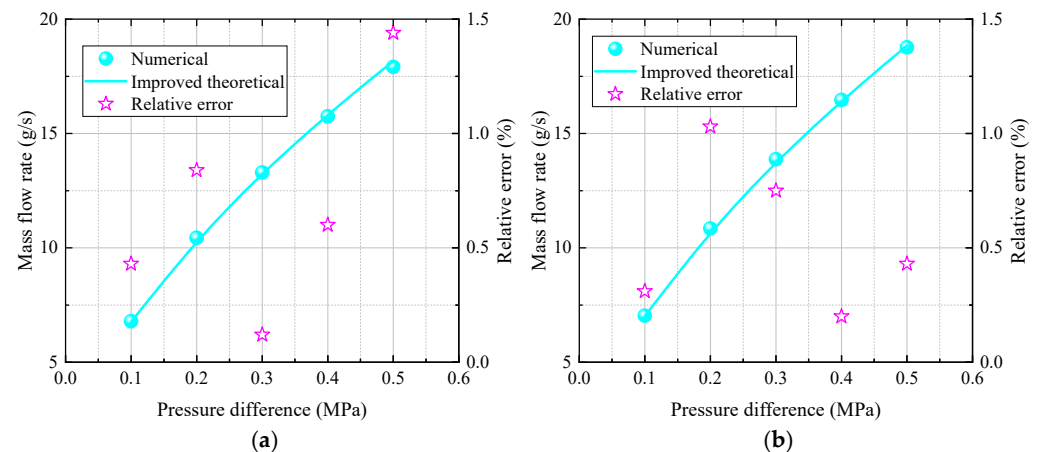 20
15
10
5
Mass flow rate (g/s)
Numerical
Improved theoretical
Relative error
1.5
1.0
0.5
0.0
Relative error (%)
0.0 0.1 0.2 0.3 0.4 0.5 0.6
Pressure difference (MPa)
(a)
20
15
10
5
Mass flow rate (g/s)
Numerical
Improved theoretical
Relative error
1.5
1.0
0.5
0.0
Relative error (%)
0.0 0.1 0.2 0.3 0.4 0.5 0.6
Pressure difference (MPa)
(b)